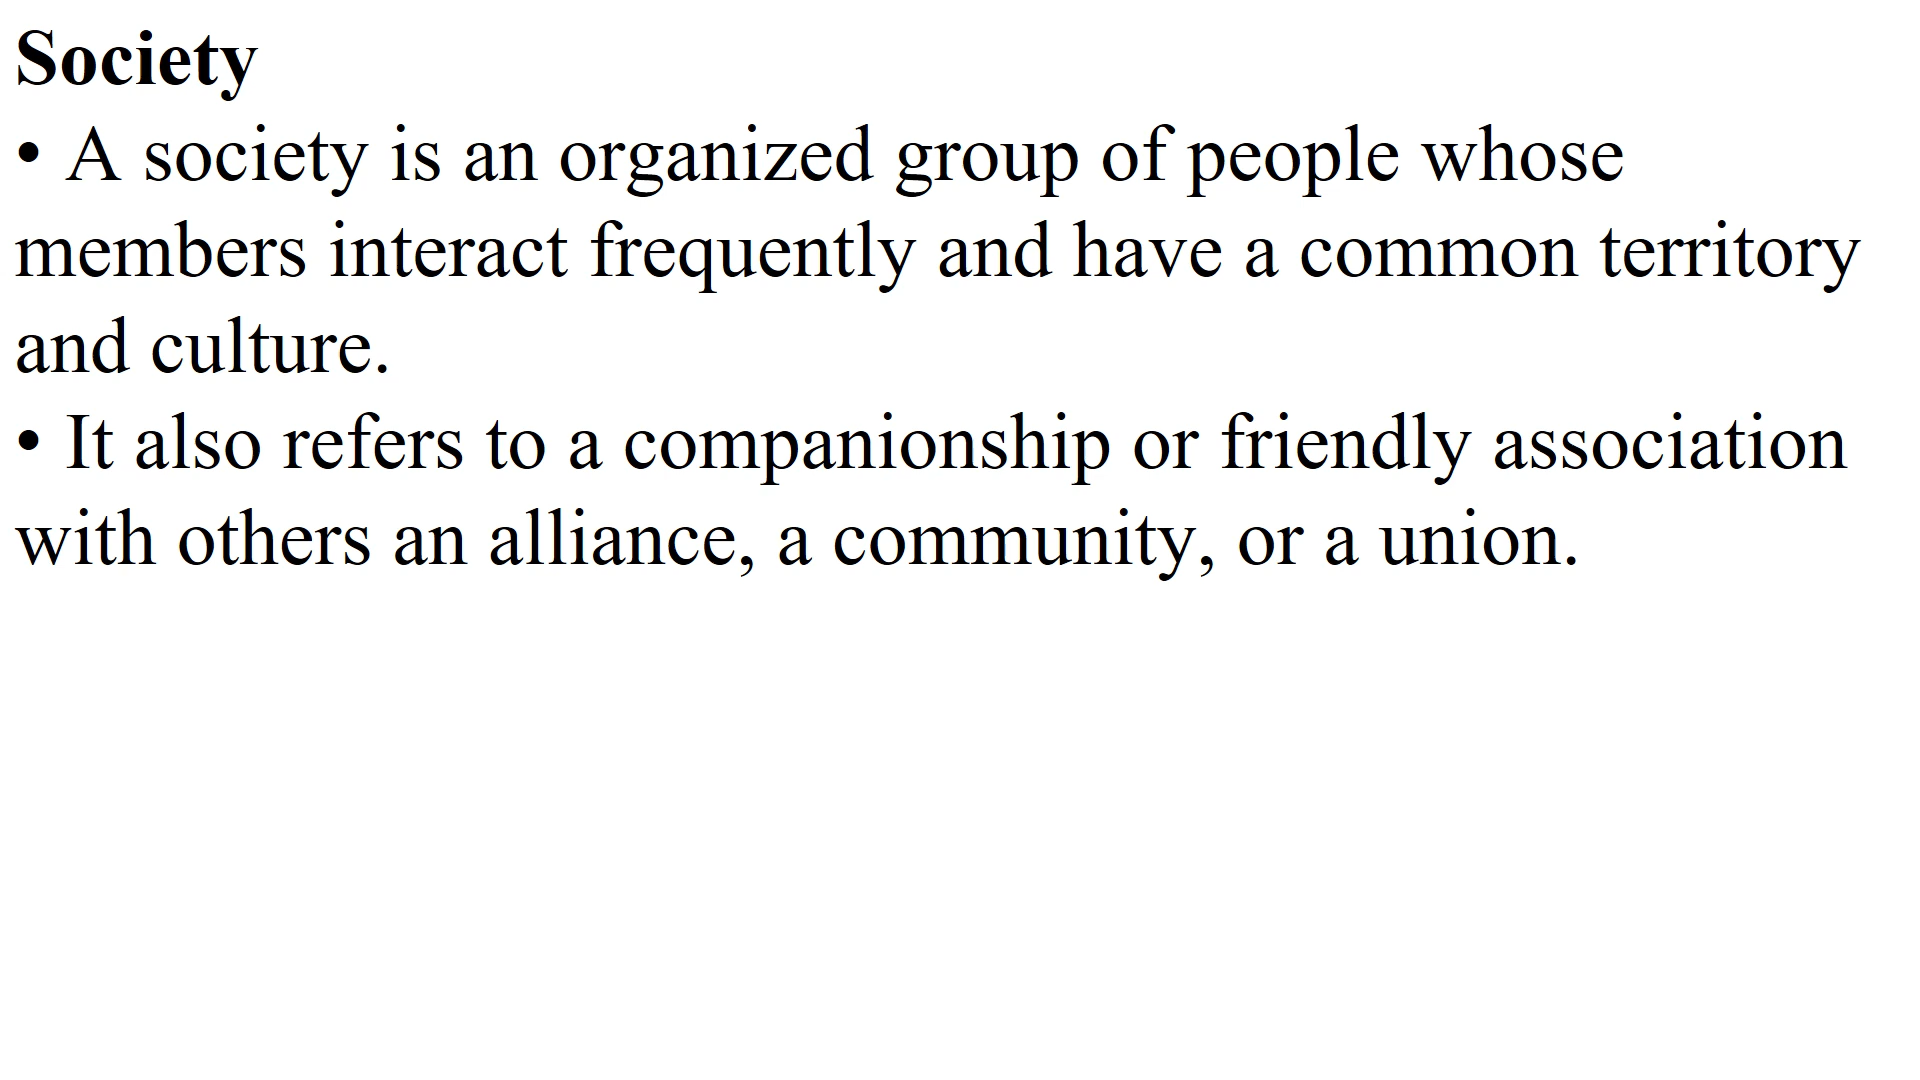 Society
• A society is an organized group of people whose
members interact frequently and have a common territory
and culture.
• It also refers to a companionship or friendly association
with others an alliance, a community, or a union.